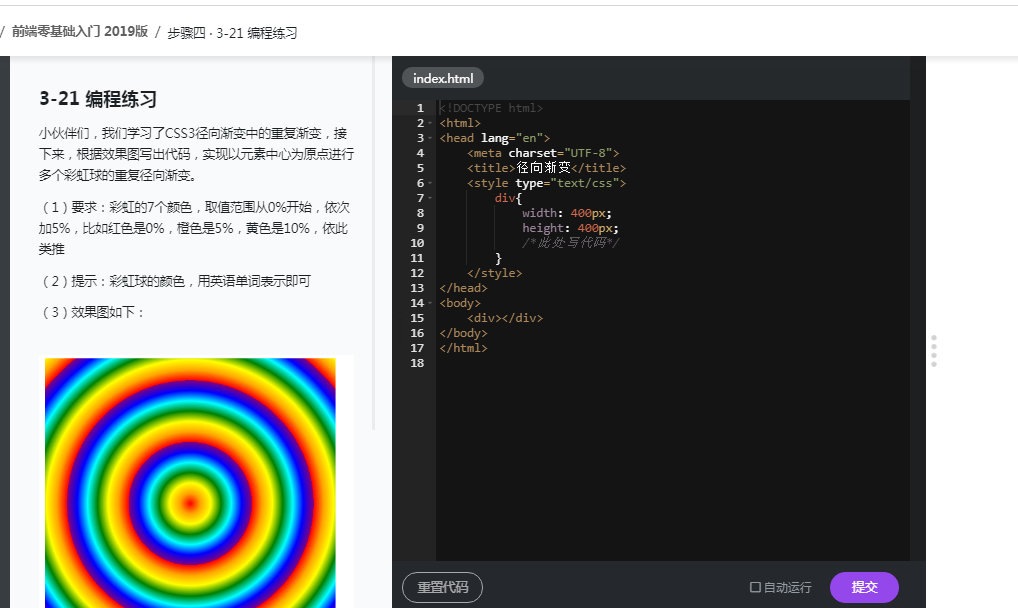 / 前端零基础入门 2019版 / 步骤四 · 3-21 编程练习
3-21 编程练习
小伙伴们，我们学习了CSS3径向渐变中的重复渐变，接
下来，根据效果图写出代码，实现以元素中心为原点进行
多个彩虹球的重复径向渐变。
（1）要求：彩虹的7个颜色，取值范围从0%开始，依次
加5%，比如红色是0%，橙色是5%，黄色是10%，依此
类推
（2）提示：彩虹球的颜色，用英语单词表示即可
（3）效果图如下：
index.html
1 <!DOCTYPE html>
2 <html>
3 <head lang="en">
4 <meta charset="UTF-8">
5 <title>径向渐变</title>
6 <style type="text/css">
7 div{
8 width: 400px;
9 height: 400px;
10 /*此处写代码*/
11 }
12 </style>
13 </head>
14 <body>
15 <div></div>
16 </body>
17 </html>
18
重置代码
自动运行
提交